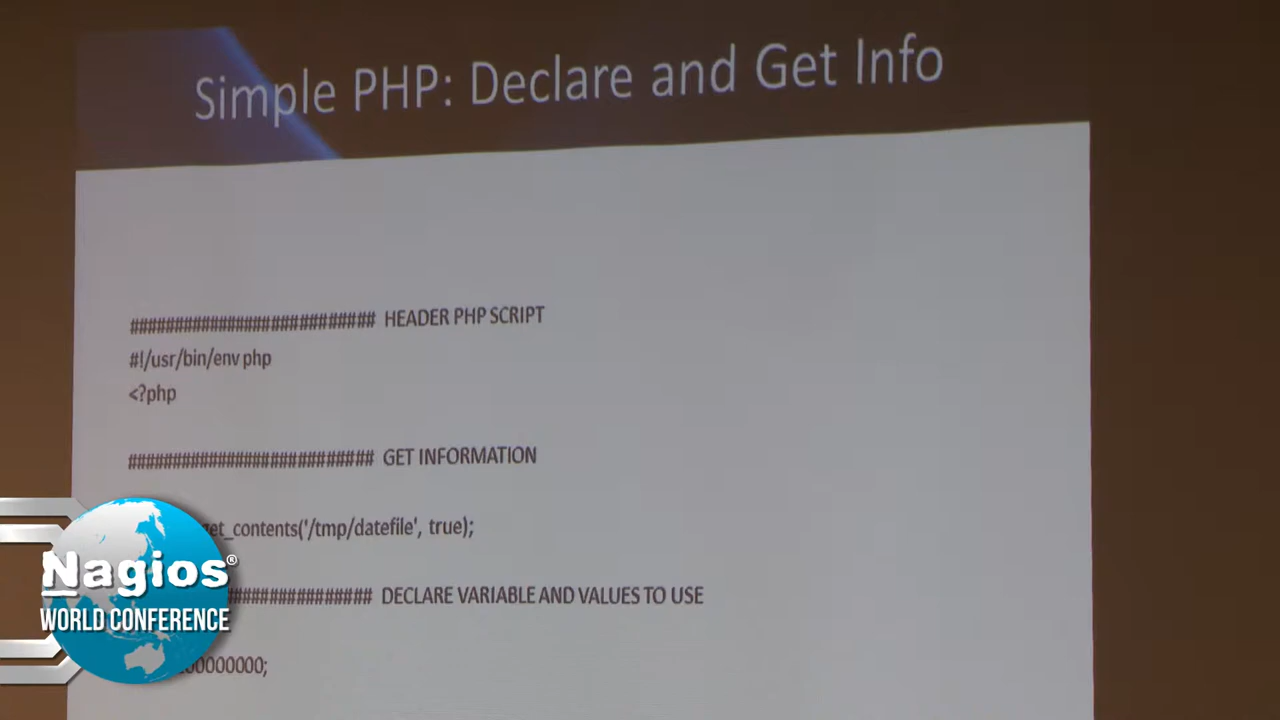 Simple PHP: Declare and Get Info
########################## HEADER PHP SCRIPT
#!/usr/bin/env php
<?php
########################## GET INFORMATION
get_contents('/tmp/datefile', true);
############### DECLARE VARIABLE AND VALUES TO USE
00000000;
Nagios®
WORLD CONFERENCE